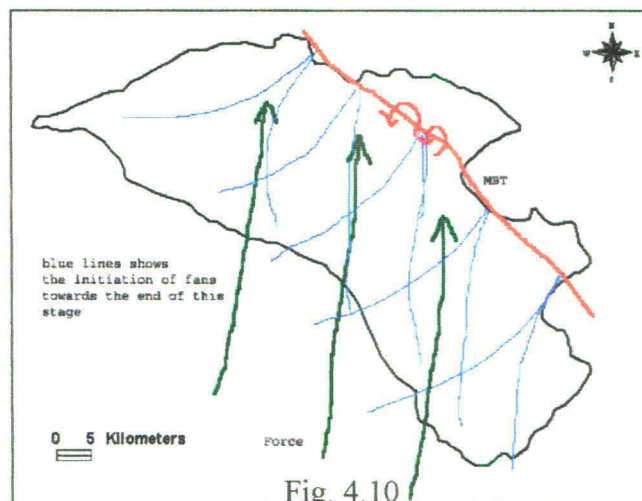 N
W
E
S
MBT
blue lines shows
the initiation of fans
towards the end of this
stage
0 5 Kilometers
Force
Fig. 4.10